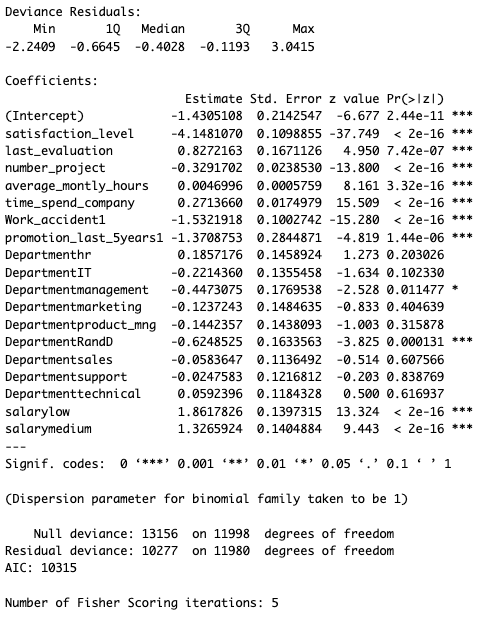 Deviance Residuals:
Min 1Q Median 3Q Max
-2.2409 -0.6645 -0.4028 -0.1193 3.0415
Coefficients:
Estimate Std. Error z value Pr(>|z|)
(Intercept) -1.4305108 0.2142547 -6.677 2.44e-11 ***
satisfaction_level -4.1481070 0.1098855 -37.749 < 2e-16 ***
last_evaluation 0.8272163 0.1671126 4.950 7.42e-07 ***
number_project -0.3291702 0.0238530 -13.800 < 2e-16 ***
average_montly_hours 0.0046996 0.0005759 8.161 3.32e-16 ***
time_spend_company 0.2713660 0.0174979 15.509 < 2e-16 ***
Work_accident1 -1.5321918 0.1002742 -15.280 < 2e-16 ***
promotion_last_5years1 -1.3708753 0.2844871 -4.819 1.44e-06 ***
Departmenthr 0.1857176 0.1458924 1.273 0.203026
DepartmentIT -0.2214360 0.1355458 -1.634 0.102330
Departmentmanagement -0.4473075 0.1769538 -2.528 0.011477 *
Departmentmarketing -0.1237243 0.1484635 -0.833 0.404639
Departmentproduct_mng -0.1442357 0.1438093 -1.003 0.315878
DepartmentRandD -0.6248525 0.1633563 -3.825 0.000131 ***
Departmentsales -0.0583647 0.1136492 -0.514 0.607566
Departmentsupport -0.0247583 0.1216812 -0.203 0.838769
Departmenttechnical 0.0592396 0.1184328 0.500 0.616937
salarylow 1.8617826 0.1397315 13.324 < 2e-16 ***
salarymedium 1.3265924 0.1404884 9.443 < 2e-16 ***
---
Signif. codes: 0 ‘***’ 0.001 ‘**’ 0.01 ‘*’ 0.05 ‘.’ 0.1 ‘ ’ 1
(Dispersion parameter for binomial family taken to be 1)
Null deviance: 13156 on 11998 degrees of freedom
Residual deviance: 10277 on 11980 degrees of freedom
AIC: 10315
Number of Fisher Scoring iterations: 5